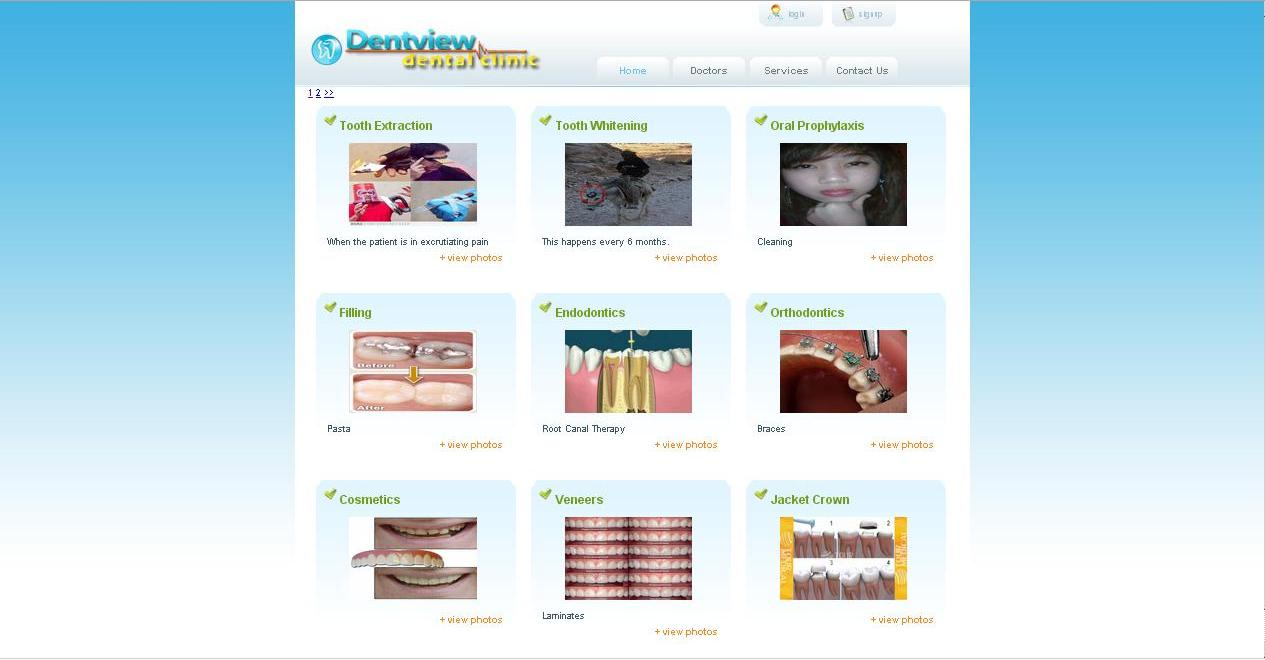 login
signup
Dentview
dental clinic
Home
Doctors
Services
Contact Us
1 2 >>
Tooth Extraction
When the patient is in excrutiating pain
+ view photos
Tooth Whitening
This happens every 6 months.
+ view photos
Oral Prophylaxis
Cleaning
+ view photos
Filling
Before
After
Pasta
+ view photos
Endodontics
Root Canal Therapy
+ view photos
Orthodontics
Braces
+ view photos
Cosmetics
+ view photos
Veneers
Laminates
+ view photos
Jacket Crown
1
2
3
4
+ view photos